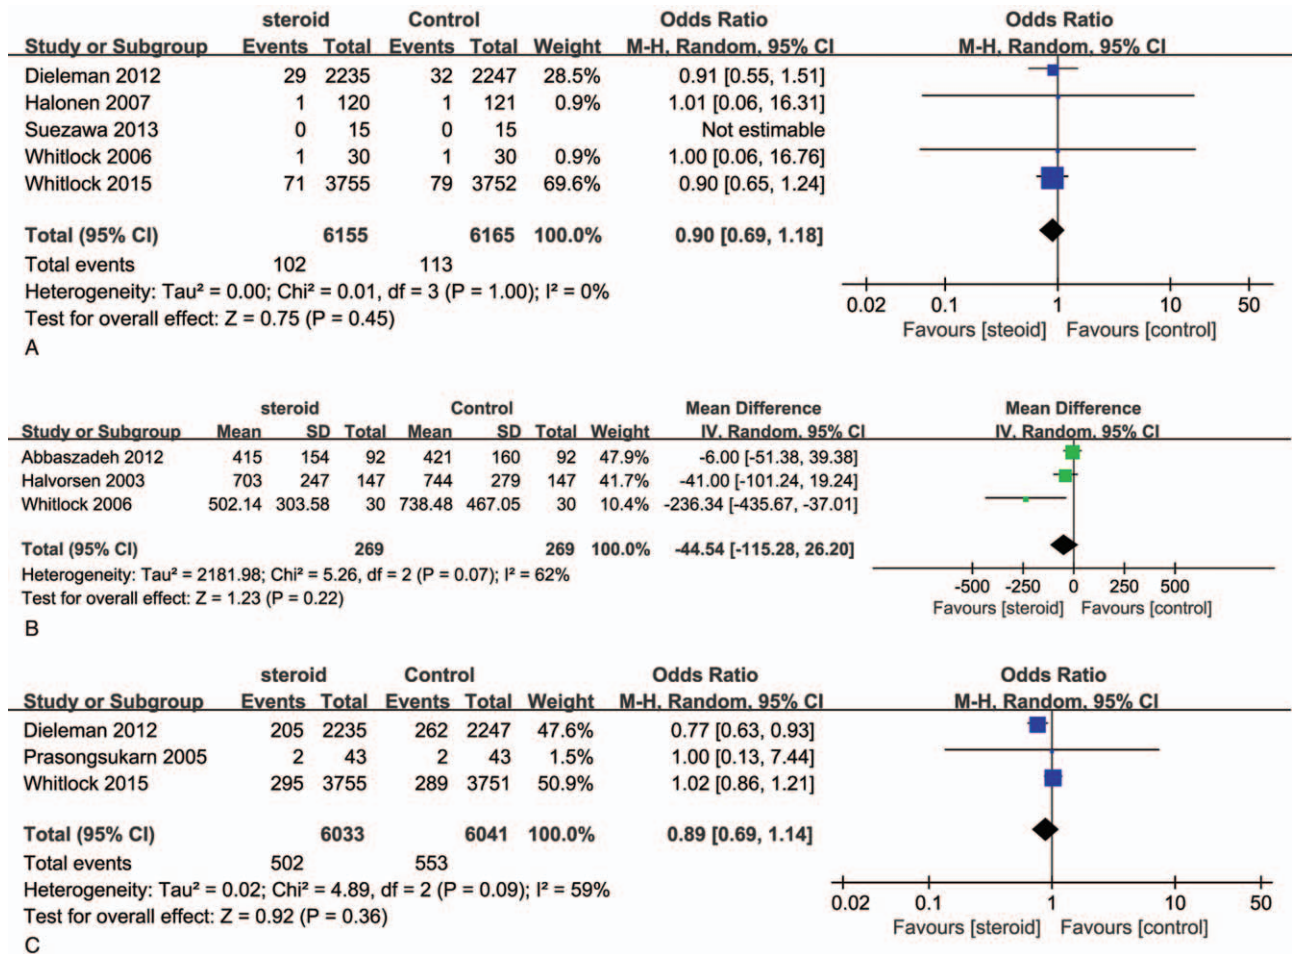 steroid Control Odds Ratio Odds Ratio
Study or Subgroup Events Total Events Total Weight M-H, Random, 95% CI M-H, Random, 95% CI
Dieleman 2012 29 2235 32 2247 28.5% 0.91 [0.55, 1.51]
Halonen 2007 1 120 1 121 0.9% 1.01 [0.06, 16.31]
Suezawa 2013 0 15 0 15 Not estimable
Whitlock 2006 1 30 1 30 0.9% 1.00 [0.06, 16.76]
Whitlock 2015 71 3755 79 3752 69.6% 0.90 [0.65, 1.24]
Total (95% CI) 6155 6165 100.0% 0.90 [0.69, 1.18]
Total events 102 113
Heterogeneity: Tau² = 0.00; Chi² = 0.01, df = 3 (P = 1.00); I² = 0%
Test for overall effect: Z = 0.75 (P = 0.45)
0.02 0.1 1 10 50
Favours [steoid] Favours [control]
A
steroid Control Mean Difference Mean Difference
Study or Subgroup Mean SD Total Mean SD Total Weight IV, Random, 95% CI IV, Random, 95% CI
Abbaszadeh 2012 415 154 92 421 160 92 47.9% -6.00 [-51.38, 39.38]
Halvorsen 2003 703 247 147 744 279 147 41.7% -41.00 [-101.24, 19.24]
Whitlock 2006 502.14 303.58 30 738.48 467.05 30 10.4% -236.34 [-435.67, -37.01]
Total (95% CI) 269 269 100.0% -44.54 [-115.28, 26.20]
Heterogeneity: Tau² = 2181.98; Chi² = 5.26, df = 2 (P = 0.07); I² = 62%
Test for overall effect: Z = 1.23 (P = 0.22)
-500 -250 0 250 500
Favours [steroid] Favours [control]
B
steroid Control Odds Ratio Odds Ratio
Study or Subgroup Events Total Events Total Weight M-H, Random, 95% CI M-H, Random, 95% CI
Dieleman 2012 205 2235 262 2247 47.6% 0.77 [0.63, 0.93]
Prasongsukarn 2005 2 43 2 43 1.5% 1.00 [0.13, 7.44]
Whitlock 2015 295 3755 289 3751 50.9% 1.02 [0.86, 1.21]
Total (95% CI) 6033 6041 100.0% 0.89 [0.69, 1.14]
Total events 502 553
Heterogeneity: Tau² = 0.02; Chi² = 4.89, df = 2 (P = 0.09); I² = 59%
Test for overall effect: Z = 0.92 (P = 0.36)
0.02 0.1 1 10 50
Favours [steroid] Favours [control]
C